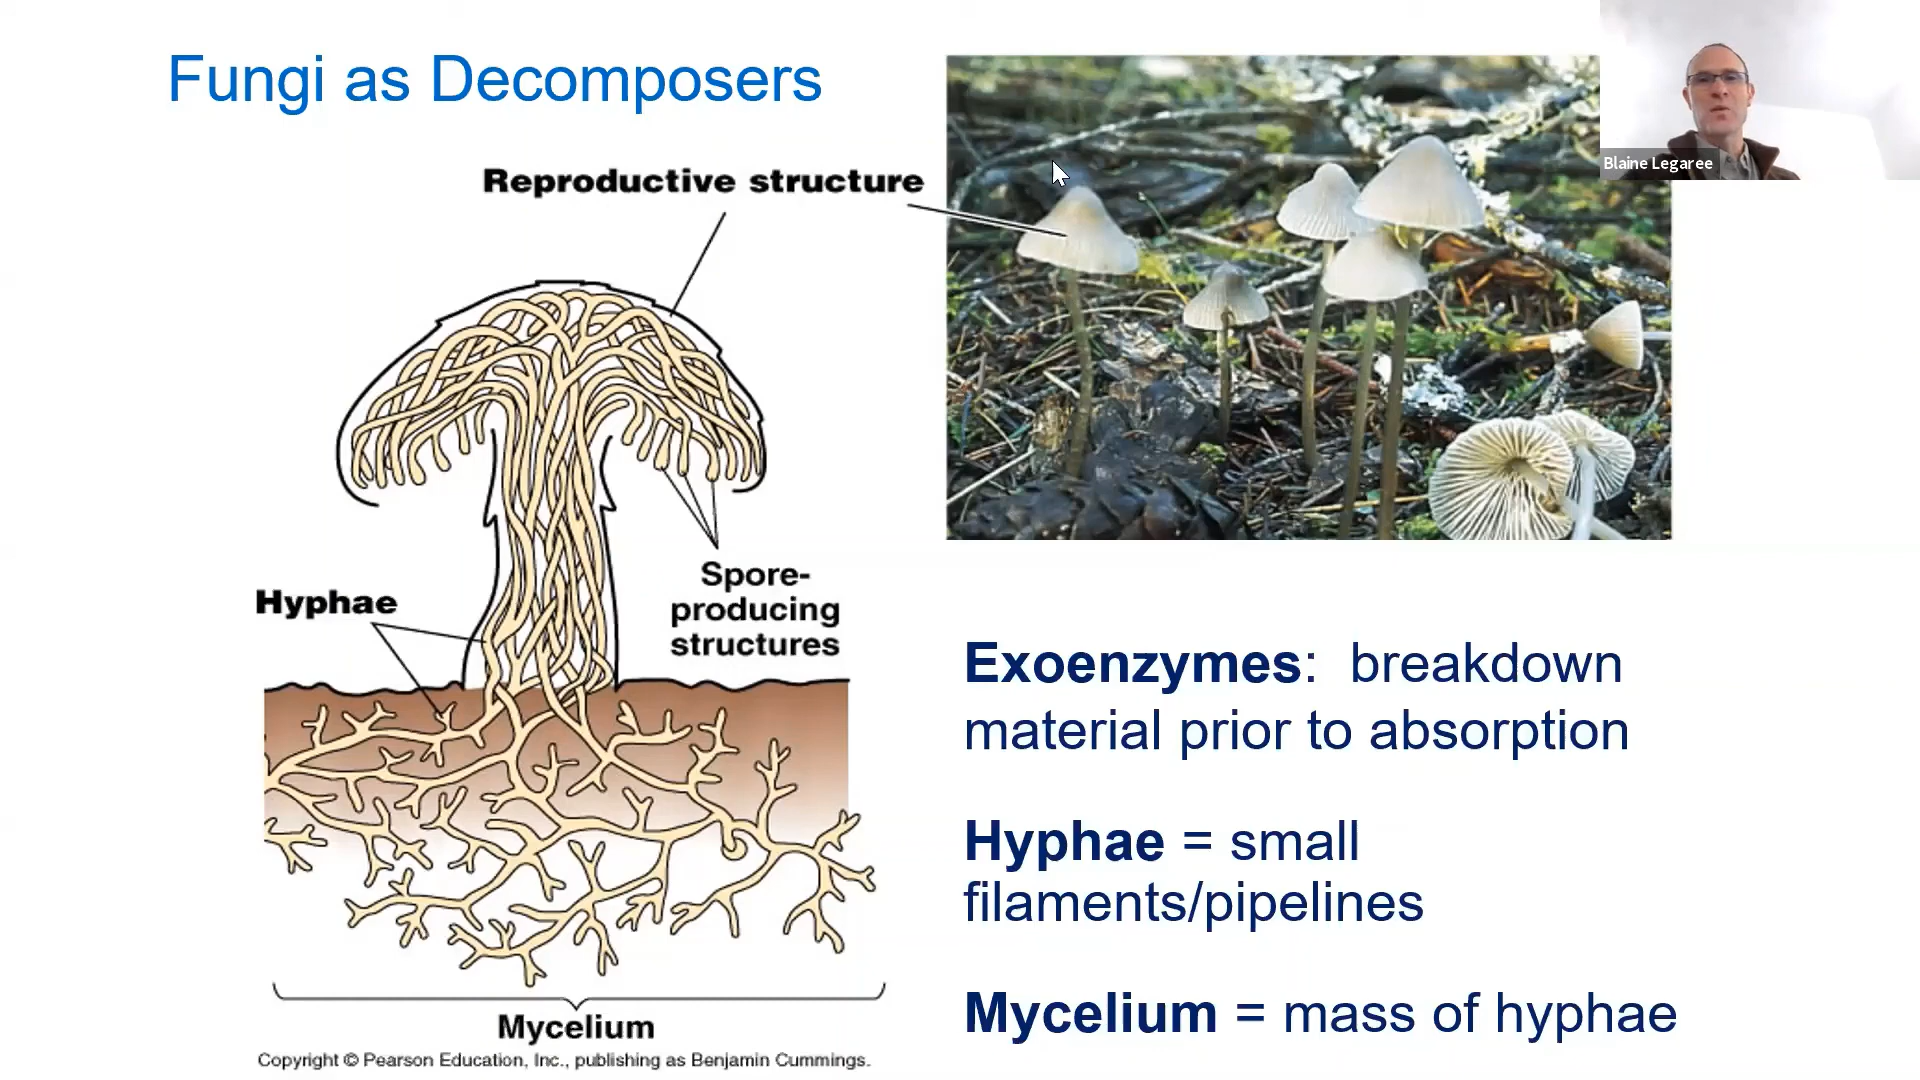 Fungi as Decomposers
Blaine Legaree
Reproductive structure
Spore-
producing
structures
Hyphae
Mycelium
Copyright © Pearson Education, Inc., publishing as Benjamin Cummings.
Exoenzymes: breakdown
material prior to absorption
Hyphae = small
filaments/pipelines
Mycelium = mass of hyphae